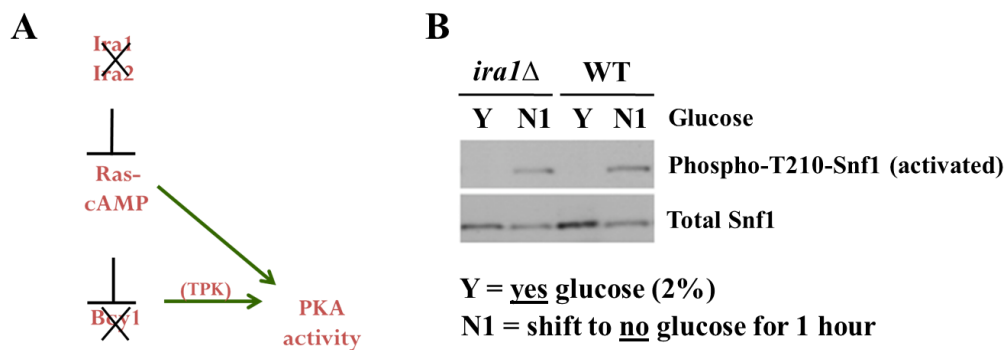 A
Ira1
Ira2
Ras-
cAMP
Bcy1
(TPK)
PKA
activity
B
ira1Δ WT
Y N1 Y N1 Glucose
Phospho-T210-Snf1 (activated)
Total Snf1
Y = yes glucose (2%)
N1 = shift to no glucose for 1 hour